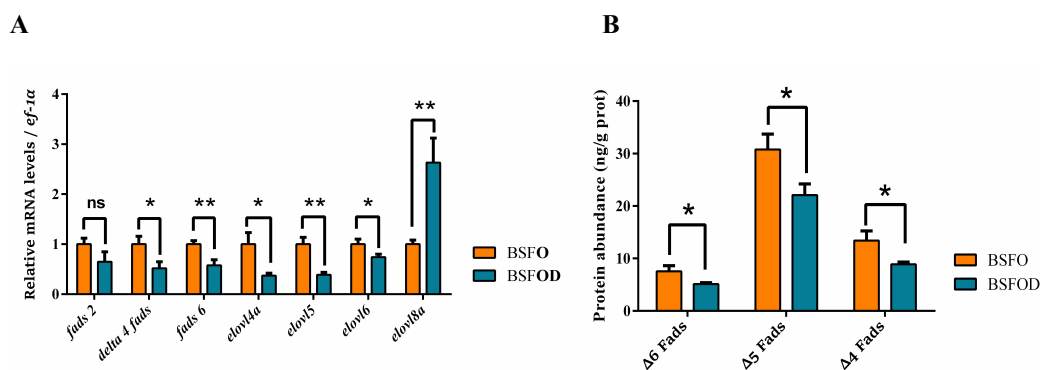 A
Relative mRNA levels / ef-1α
4
3
2
1
0
ns
*
**
*
**
*
**
fads 2
delta 4 fads
fads 6
elovl4a
elovl5
elovl6
elovl8a
BSFO
BSFOD
B
Protein abundance (ng/g prot)
40
30
20
10
0
*
*
*
Δ6 Fads
Δ5 Fads
Δ4 Fads
BSFO
BSFOD